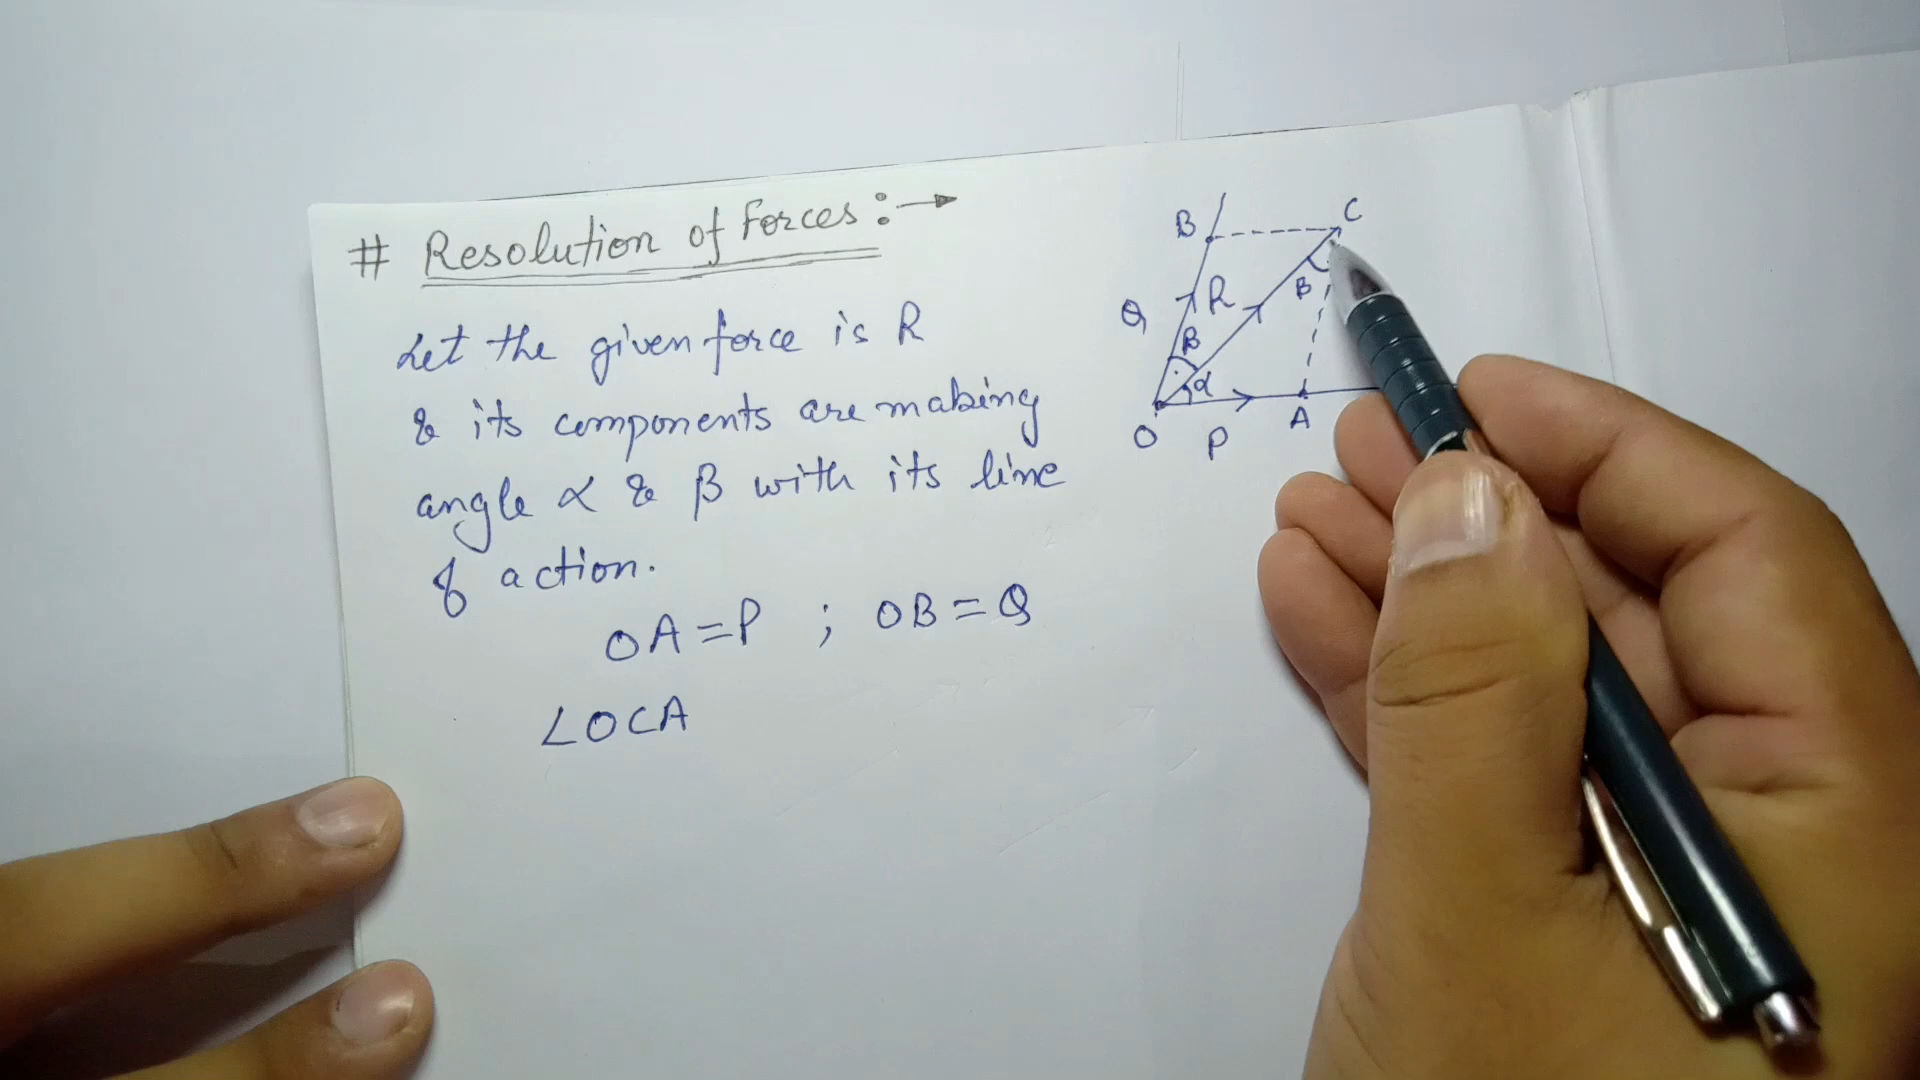 # Resolution of Forces :→
Let the given force is R
& its components are making
angle α & β with its line
of action.
OA = P ; OB = Q
∠OCA
B C
Q R β
β
α
O P A